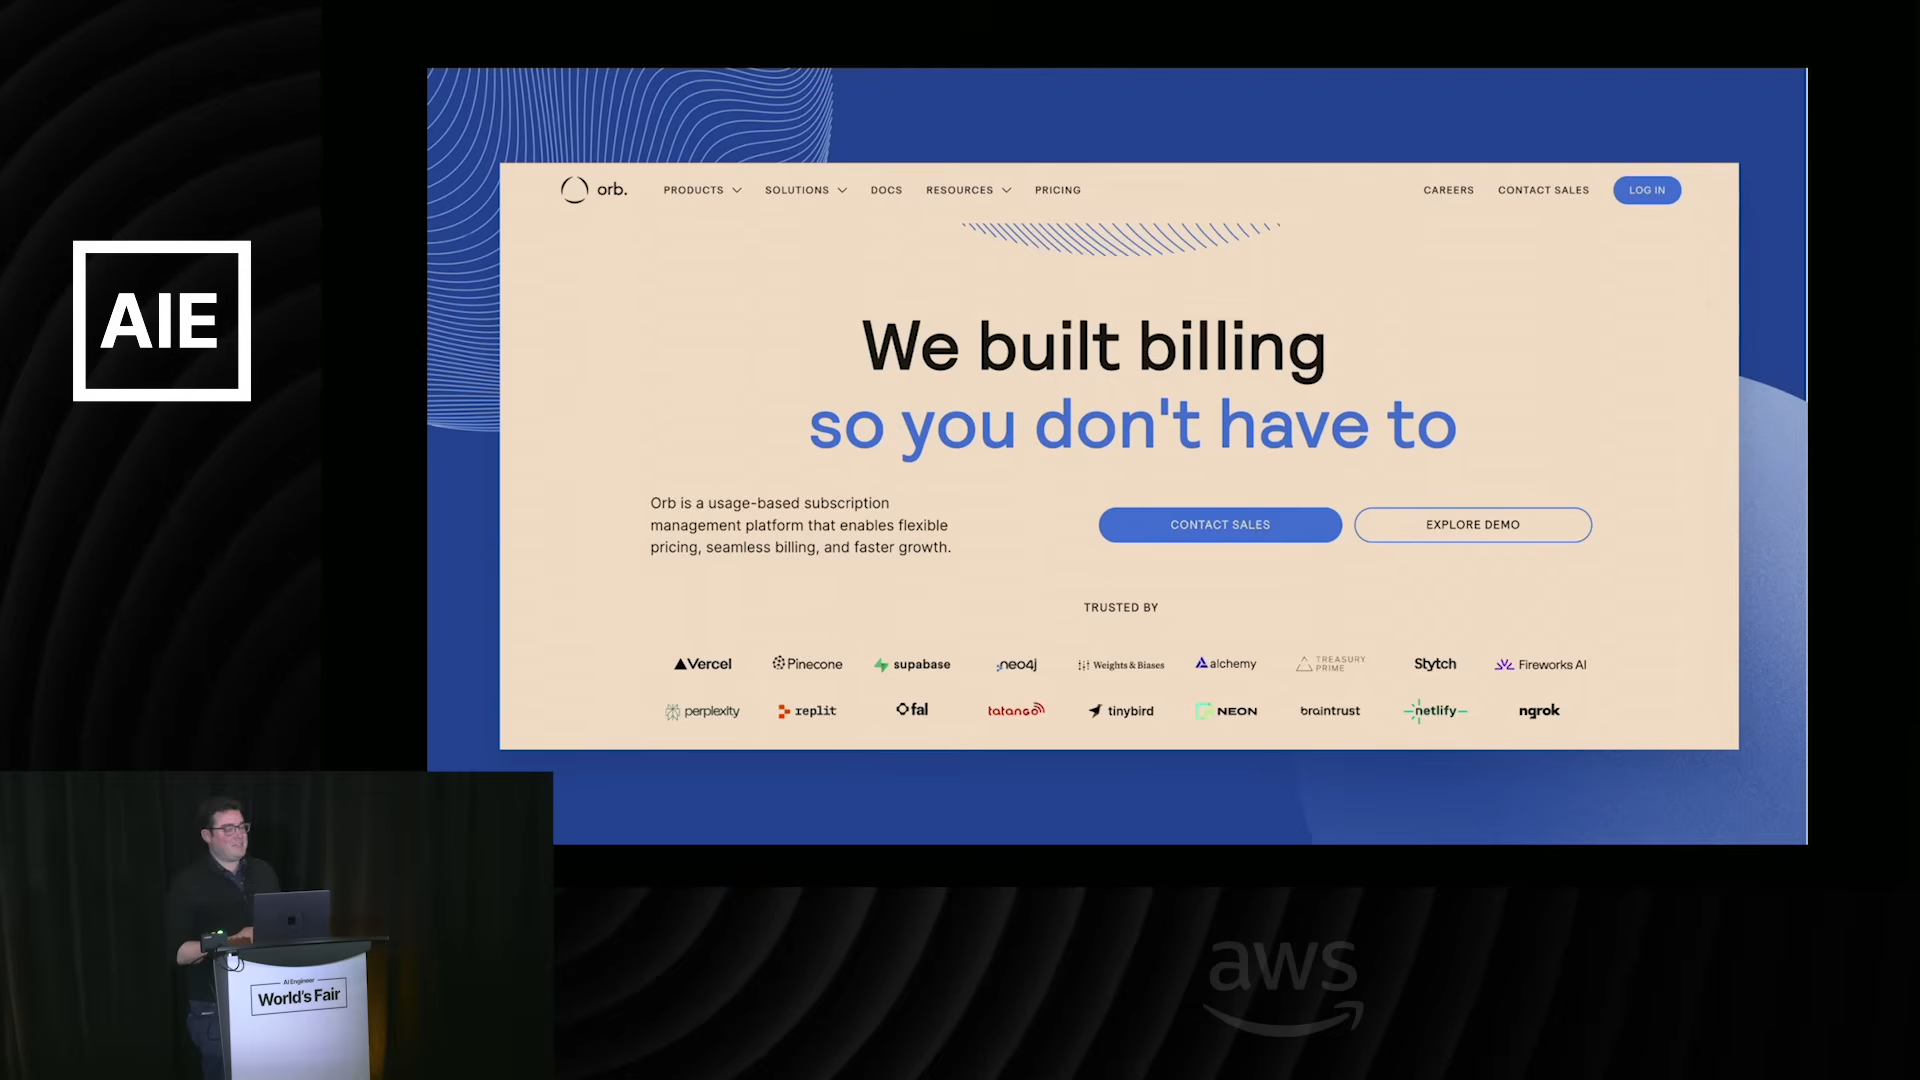 AIE
orb.
PRODUCTS
SOLUTIONS
DOCS
RESOURCES
PRICING
CAREERS
CONTACT SALES
LOG IN
We built billing
so you don't have to
Orb is a usage-based subscription
management platform that enables flexible
pricing, seamless billing, and faster growth.
CONTACT SALES
EXPLORE DEMO
TRUSTED BY
Vercel
Pinecone
supabase
neo4j
Weights & Biases
alchemy
TREASURY
PRIME
Stytch
Fireworks AI
perplexity
replit
fal
tatango
tinybird
NEON
braintrust
netlify
ngrok
AI Engineer
World's Fair
aws